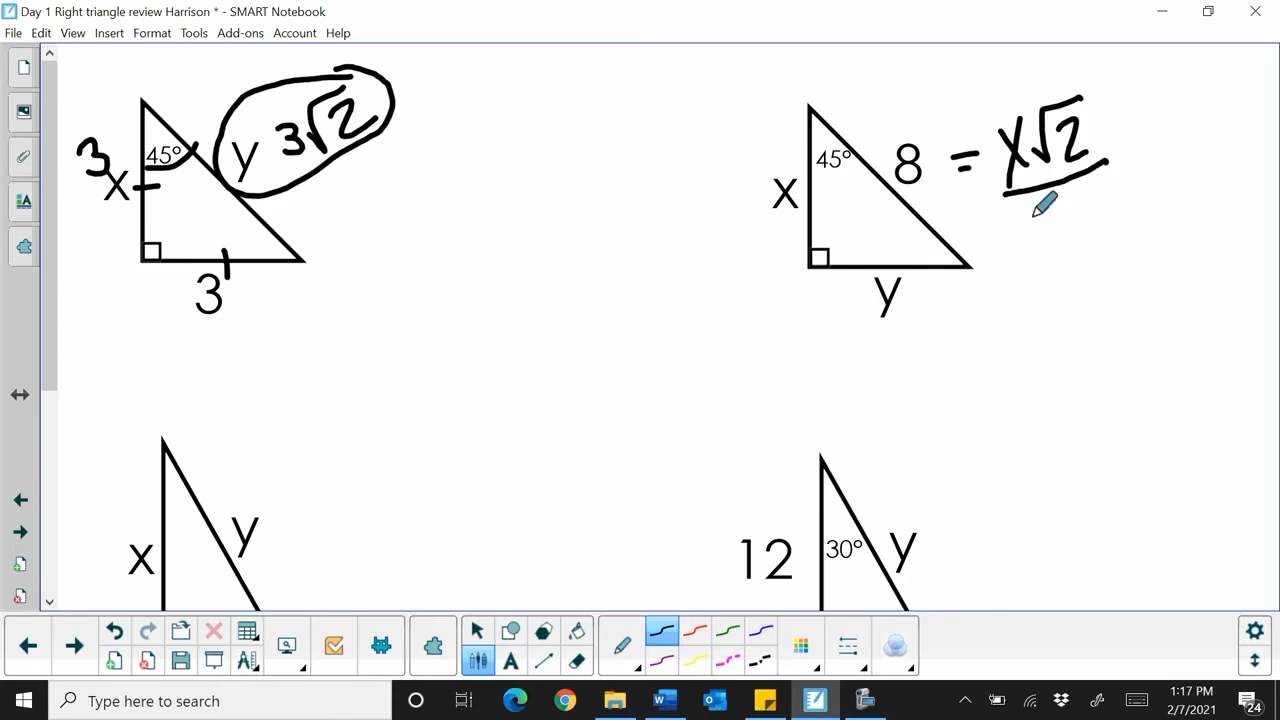 Day 1 Right triangle review Harrison * - SMART Notebook
File Edit View Insert Format Tools Add-ons Account Help
3 x 45° y 3√2
3
x 45° 8 = x√2
y
x y
12 30° y
Type here to search
1:17 PM
2/7/2021
24